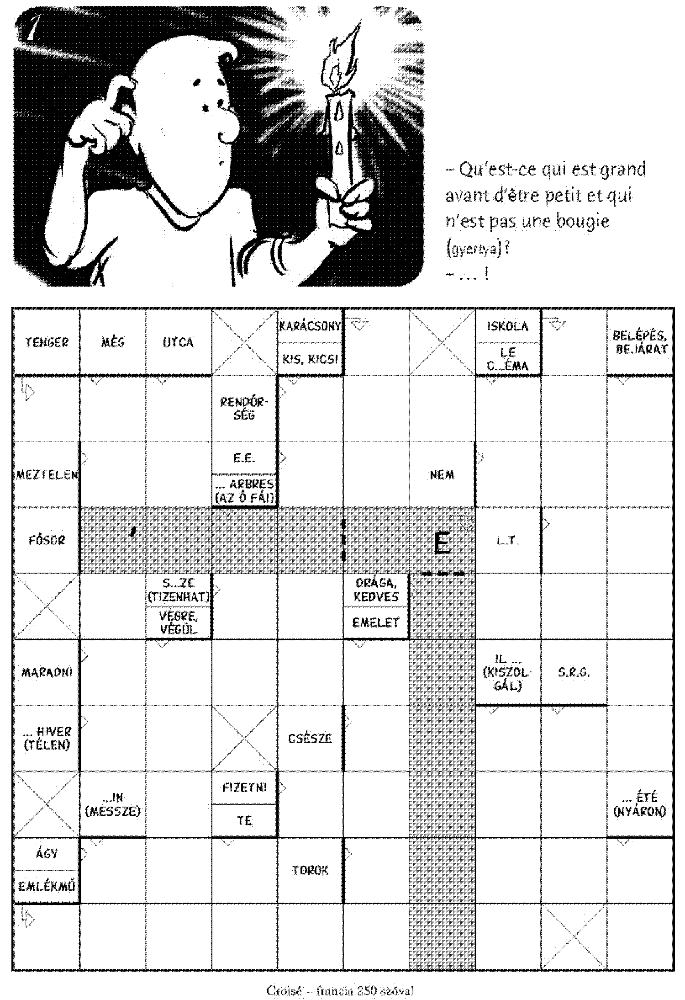 1
– Qu'est-ce qui est grand
avant d'être petit et qui
n'est pas une bougie
(gyertya)?
– ... !
TENGER
MÉG
UTCA
KARÁCSONY
KIS, KICSI
ISKOLA
LE
C...ÉMA
BELÉPÉS,
BEJÁRAT
RENDŐR-
SÉG
MEZTELEN
E.E.
... ARBRES
(AZ Ő FÁI)
NEM
FŐSOR
'
E
L.T.
S...ZE
(TIZENHAT)
VÉGRE,
VÉGÜL
DRÁGA,
KEDVES
EMELET
MARADNI
IL ...
(KISZOL-
GÁL)
S.R.G.
... HIVER
(TÉLEN)
CSÉSZE
...IN
(MESSZE)
FIZETNI
TE
... ÉTÉ
(NYÁRON)
ÁGY
EMLÉKMŰ
TOROK
Croisé – francia 250 szóval